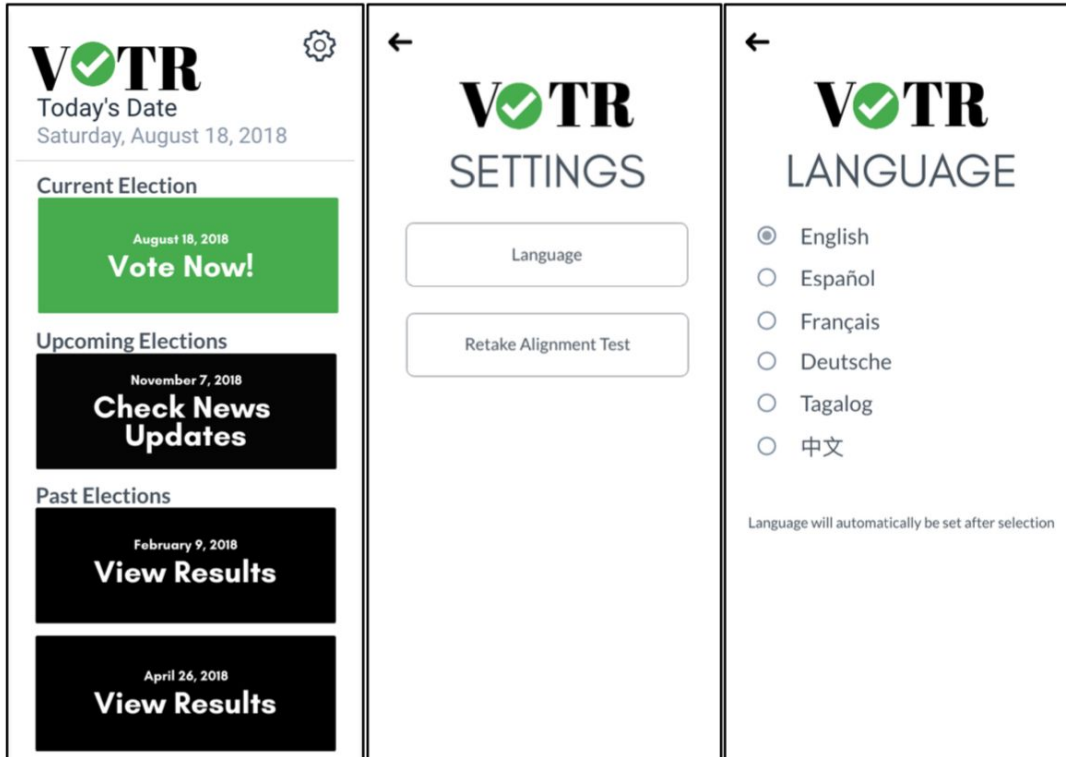 VOTR
Today's Date
Saturday, August 18, 2018
Current Election
August 18, 2018
Vote Now!
Upcoming Elections
November 7, 2018
Check News
Updates
Past Elections
February 9, 2018
View Results
April 26, 2018
View Results
VOTR
SETTINGS
Language
Retake Alignment Test
VOTR
LANGUAGE
English
Español
Français
Deutsche
Tagalog
中文
Language will automatically be set after selection